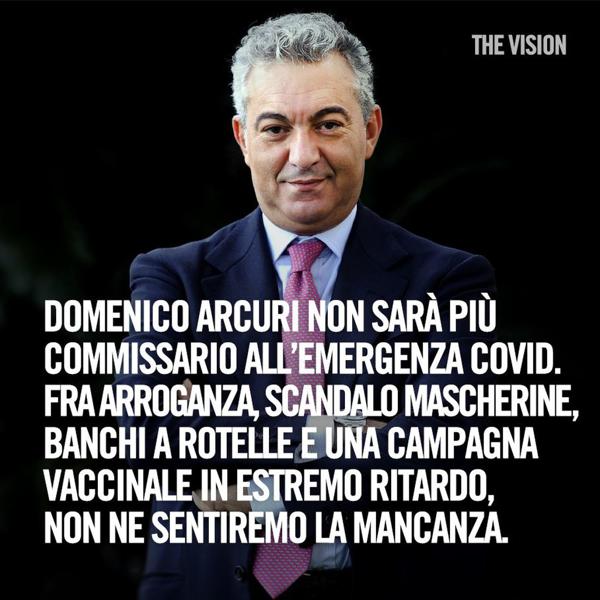 THE VISION
DOMENICO ARCURI NON SARÀ PIÙ
COMMISSARIO ALL'EMERGENZA COVID.
FRA ARROGANZA, SCANDALO MASCHERINE,
BANCHI A ROTELLE E UNA CAMPAGNA
VACCINALE IN ESTREMO RITARDO,
NON NE SENTIREMO LA MANCANZA.